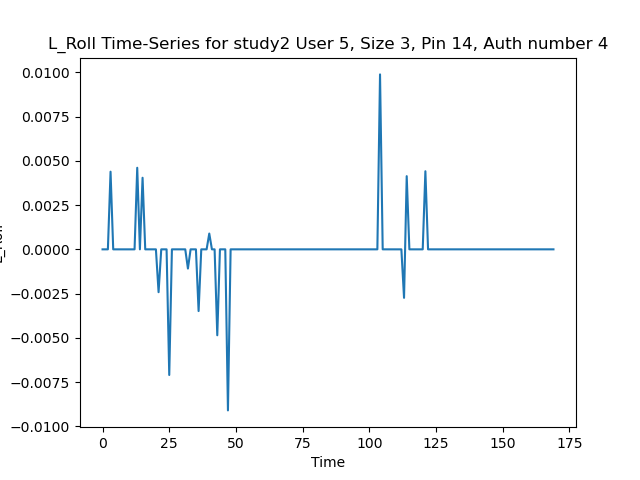 L_Roll Time-Series for study2 User 5, Size 3, Pin 14, Auth number 4
0.0100
0.0075
0.0050
0.0025
0.0000
−0.0025
−0.0050
−0.0075
−0.0100
L_Roll
0 25 50 75 100 125 150 175
Time